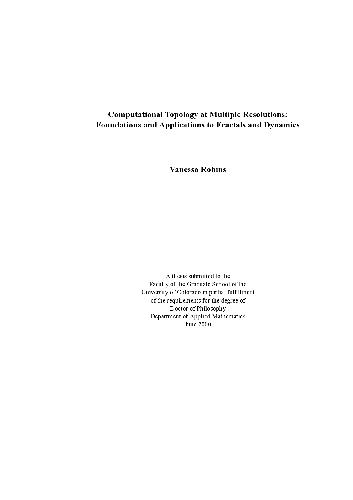 Computational Topology at Multiple Resolutions:
Foundations and Applications to Fractals and Dynamics
Vanessa Robins
A thesis submitted to the
Faculty of the Graduate School of the
University of Colorado in partial fulfillment
of the requirements for the degree of
Doctor of Philosophy
Department of Applied Mathematics
June 2000